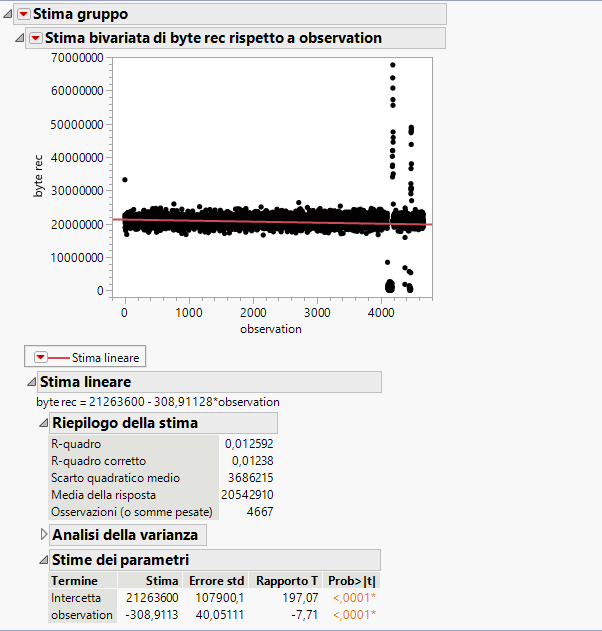 Stima gruppo
Stima bivariata di byte rec rispetto a observation
70000000
60000000
50000000
40000000
30000000
20000000
10000000
0
byte rec
0 1000 2000 3000 4000
observation
Stima lineare
Stima lineare
byte rec = 21263600 - 308,91128*observation
Riepilogo della stima
R-quadro 0,012592
R-quadro corretto 0,01238
Scarto quadratico medio 3686215
Media della risposta 20542910
Osservazioni (o somme pesate) 4667
Analisi della varianza
Stime dei parametri
Termine Stima Errore std Rapporto T Prob>|t|
Intercetta 21263600 107900,1 197,07 <,0001*
observation -308,9113 40,05111 -7,71 <,0001*